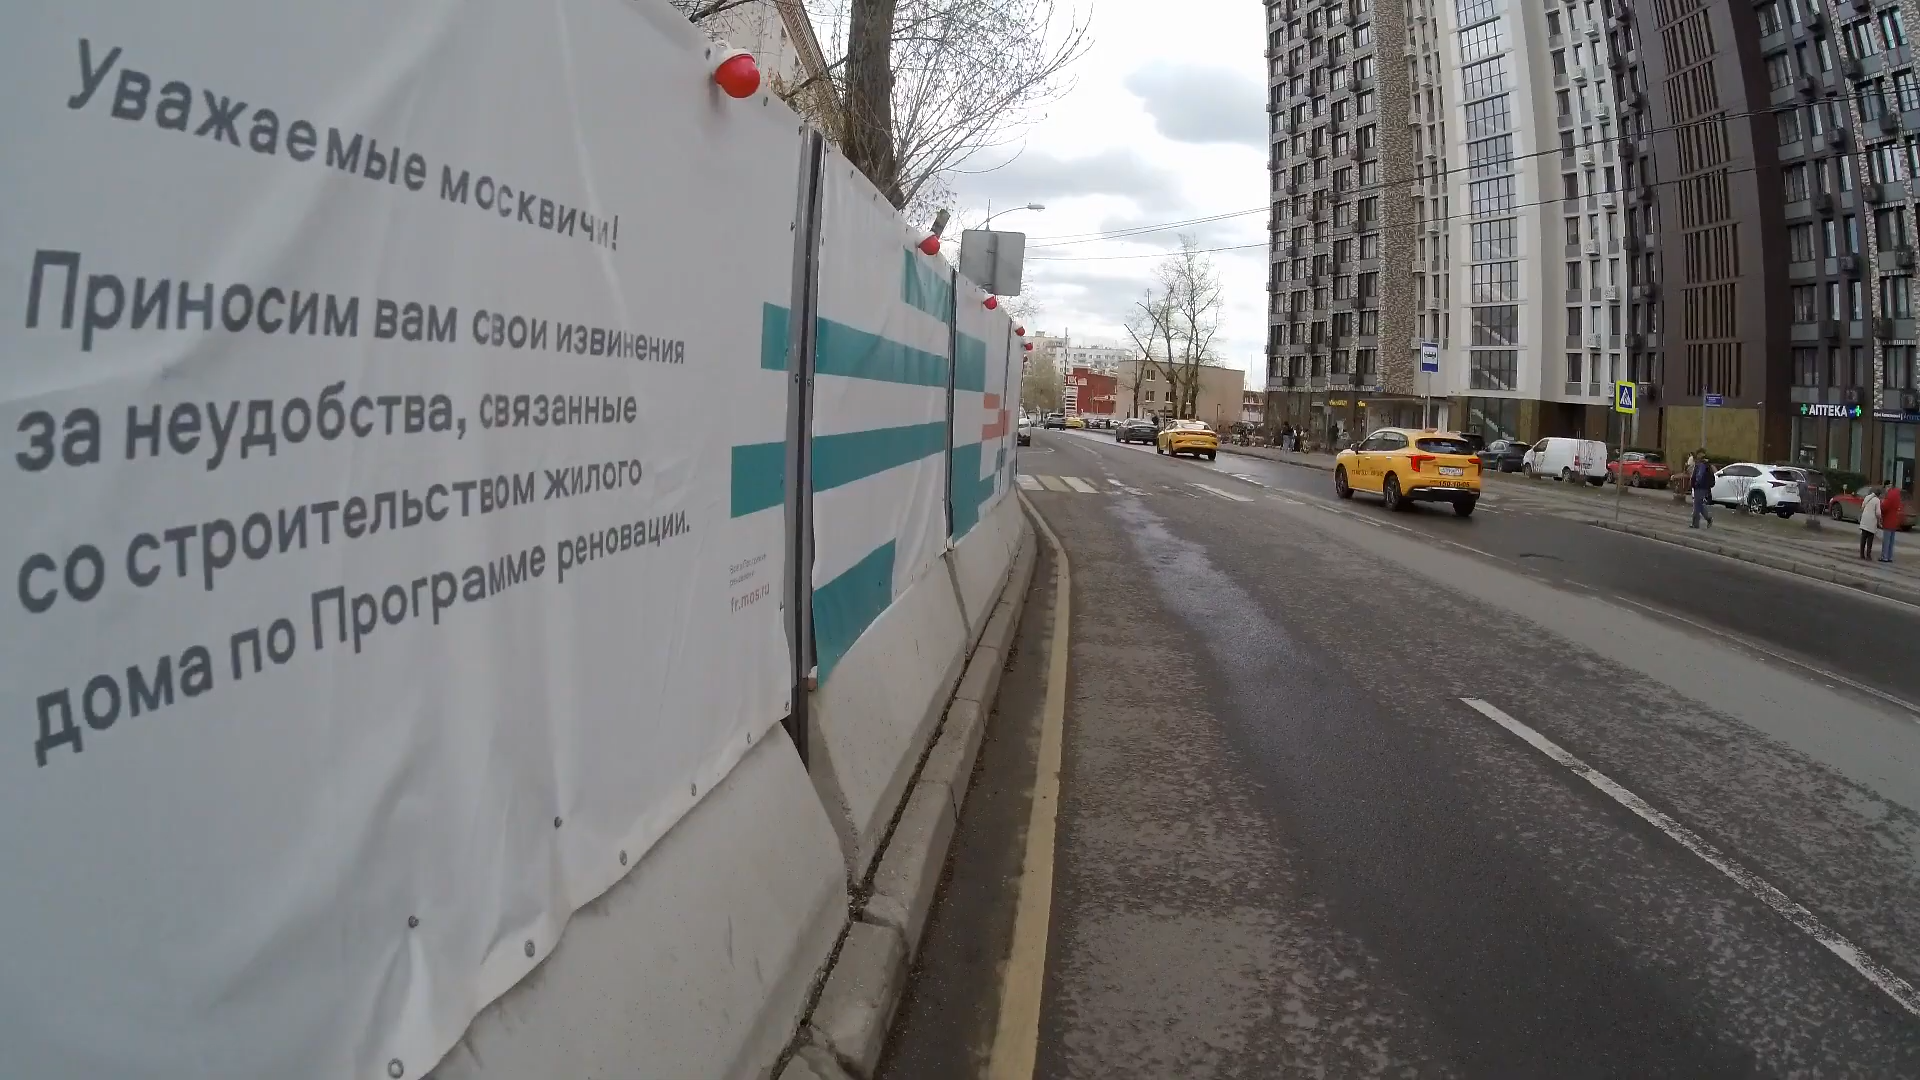 Уважаемые москвичи!
Приносим вам свои извинения
за неудобства, связанные
со строительством жилого
дома по Программе реновации.
fr.mos.ru
АПТЕКА